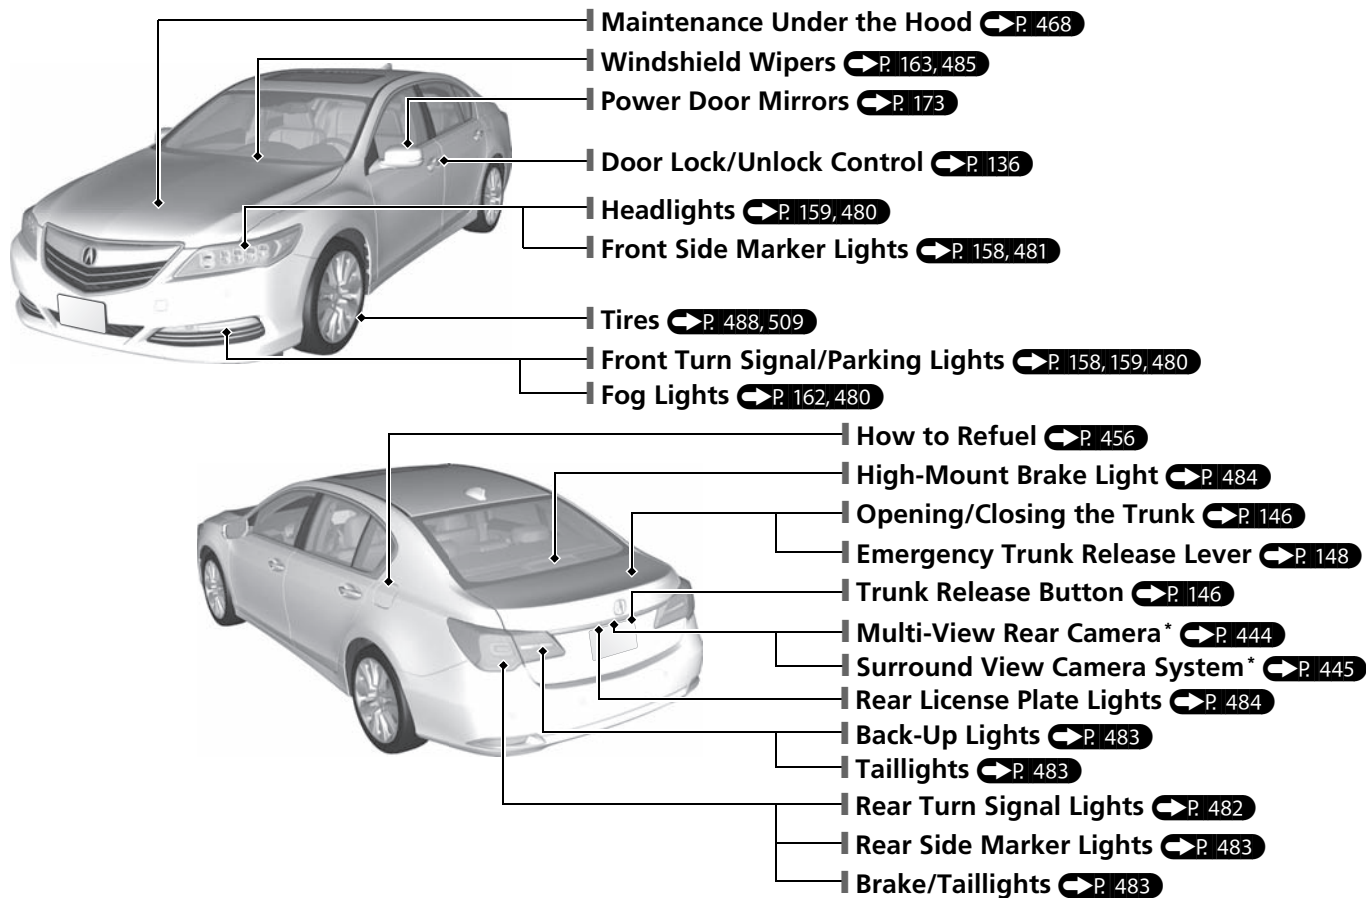 Maintenance Under the Hood P. 468
Windshield Wipers P. 163, 485
Power Door Mirrors P. 173
Door Lock/Unlock Control P. 136
Headlights P. 159, 480
Front Side Marker Lights P. 158, 481
Tires P. 488, 509
Front Turn Signal/Parking Lights P. 158, 159, 480
Fog Lights P. 162, 480
How to Refuel P. 456
High-Mount Brake Light P. 484
Opening/Closing the Trunk P. 146
Emergency Trunk Release Lever P. 148
Trunk Release Button P. 146
Multi-View Rear Camera* P. 444
Surround View Camera System* P. 445
Rear License Plate Lights P. 484
Back-Up Lights P. 483
Taillights P. 483
Rear Turn Signal Lights P. 482
Rear Side Marker Lights P. 483
Brake/Taillights P. 483